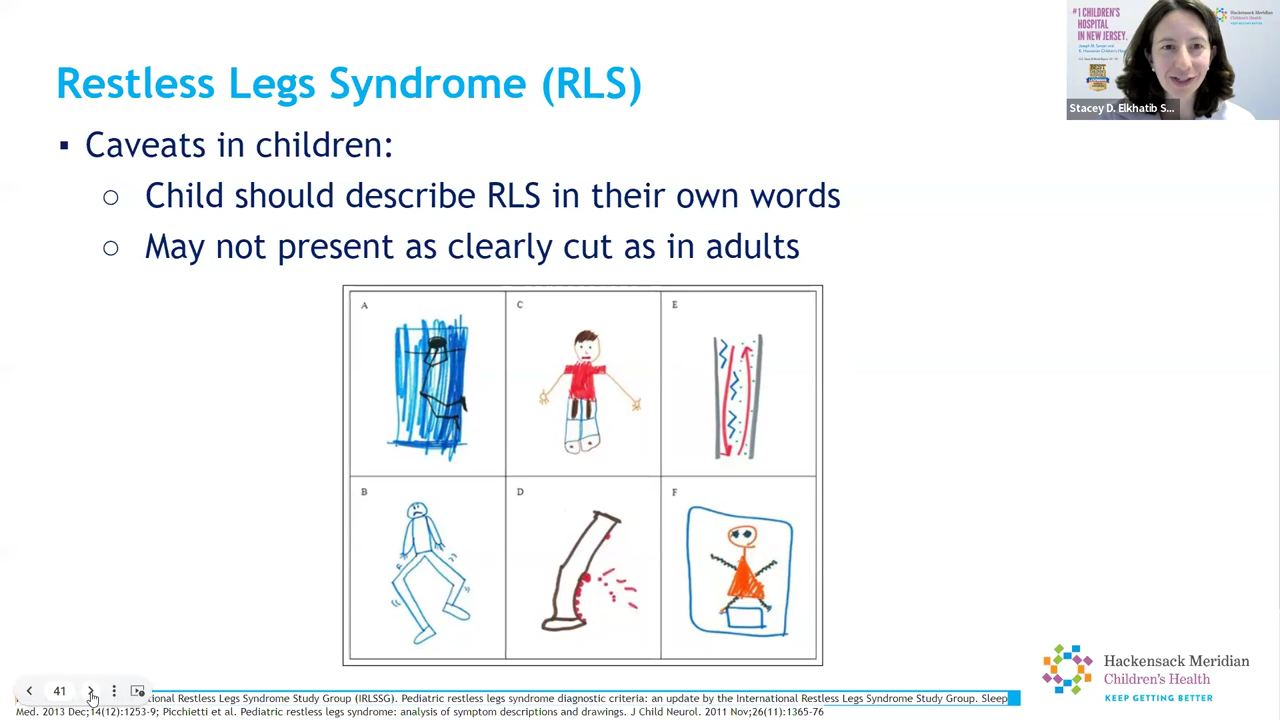 Restless Legs Syndrome (RLS)
▪ Caveats in children:
○ Child should describe RLS in their own words
○ May not present as clearly cut as in adults
A
C
E
B
D
F
#1 CHILDREN'S
HOSPITAL
IN NEW JERSEY.
Hackensack Meridian
Children's Health
Stacey D. Elkhatib S...
41
Restless Legs Syndrome Study Group (IRLSSG). Pediatric restless legs syndrome diagnostic criteria: an update by the International Restless Legs Syndrome Study Group. Sleep
Med. 2013 Dec;14(12):1253-9; Picchietti et al. Pediatric restless legs syndrome: analysis of symptom descriptions and drawings. J Child Neurol. 2011 Nov;26(11):1365-76
Hackensack Meridian
Children's Health
KEEP GETTING BETTER